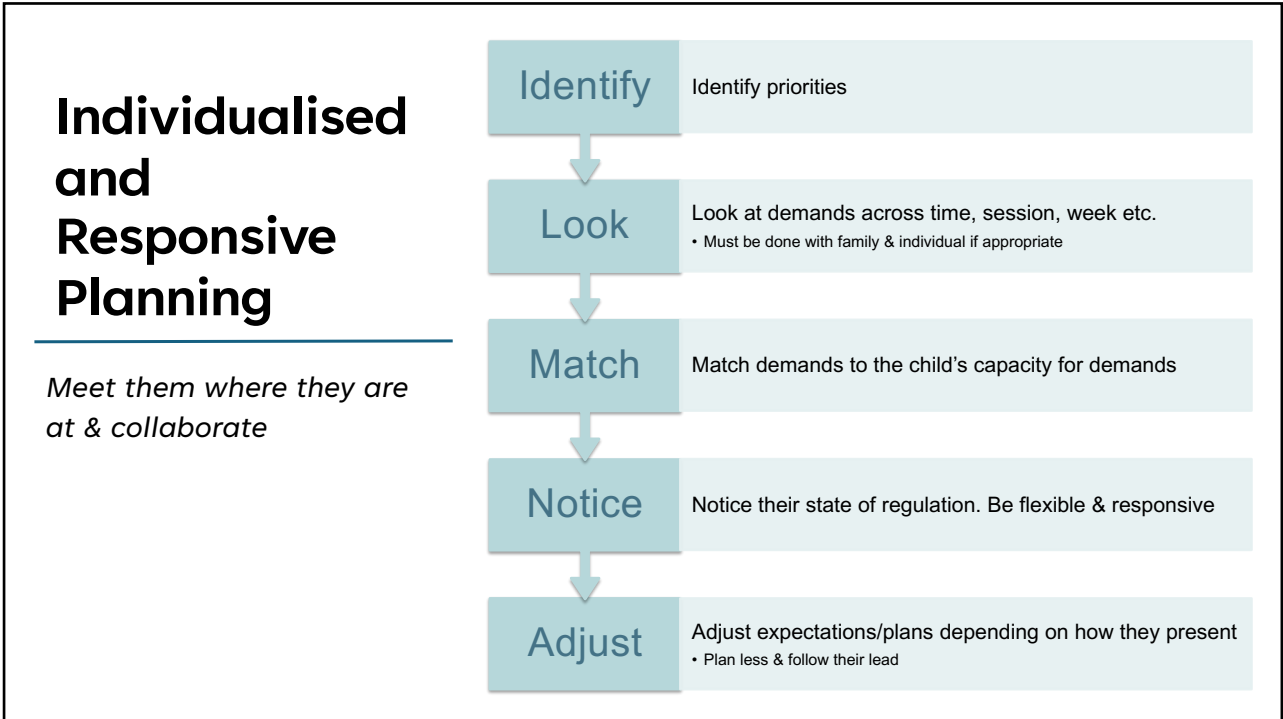 Individualised
and
Responsive
Planning
Meet them where they are
at & collaborate
Identify
Identify priorities
Look
Look at demands across time, session, week etc.
• Must be done with family & individual if appropriate
Match
Match demands to the child’s capacity for demands
Notice
Notice their state of regulation. Be flexible & responsive
Adjust
Adjust expectations/plans depending on how they present
• Plan less & follow their lead